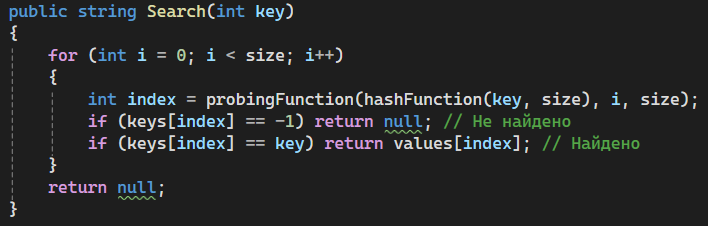 public string Search(int key)
{
    for (int i = 0; i < size; i++)
    {
        int index = probingFunction(hashFunction(key, size), i, size);
        if (keys[index] == -1) return null; // Не найдено
        if (keys[index] == key) return values[index]; // Найдено
    }
    return null;
}